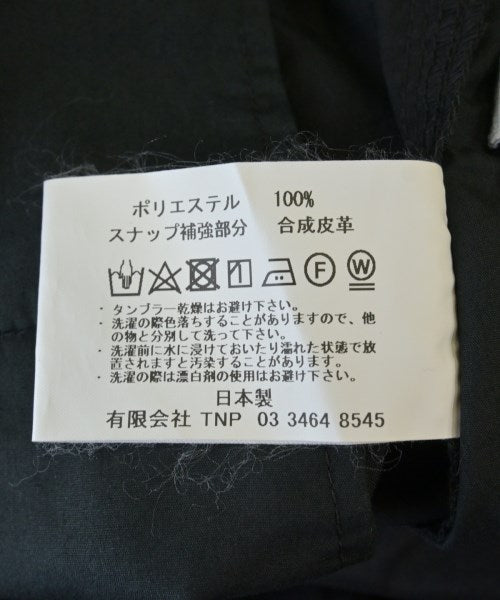 ポリエステル 100%
スナップ補強部分 合成皮革
F W
・タンブラー乾燥はお避け下さい。
・洗濯の際色落ちすることがありますので、他
の物と分別して洗って下さい。
・洗濯前に水に浸けておいたり濡れた状態で放
置されますと汚染することがあります。
・洗濯の際は漂白剤の使用はお避け下さい。
日本製
有限会社 TNP 03 3464 8545